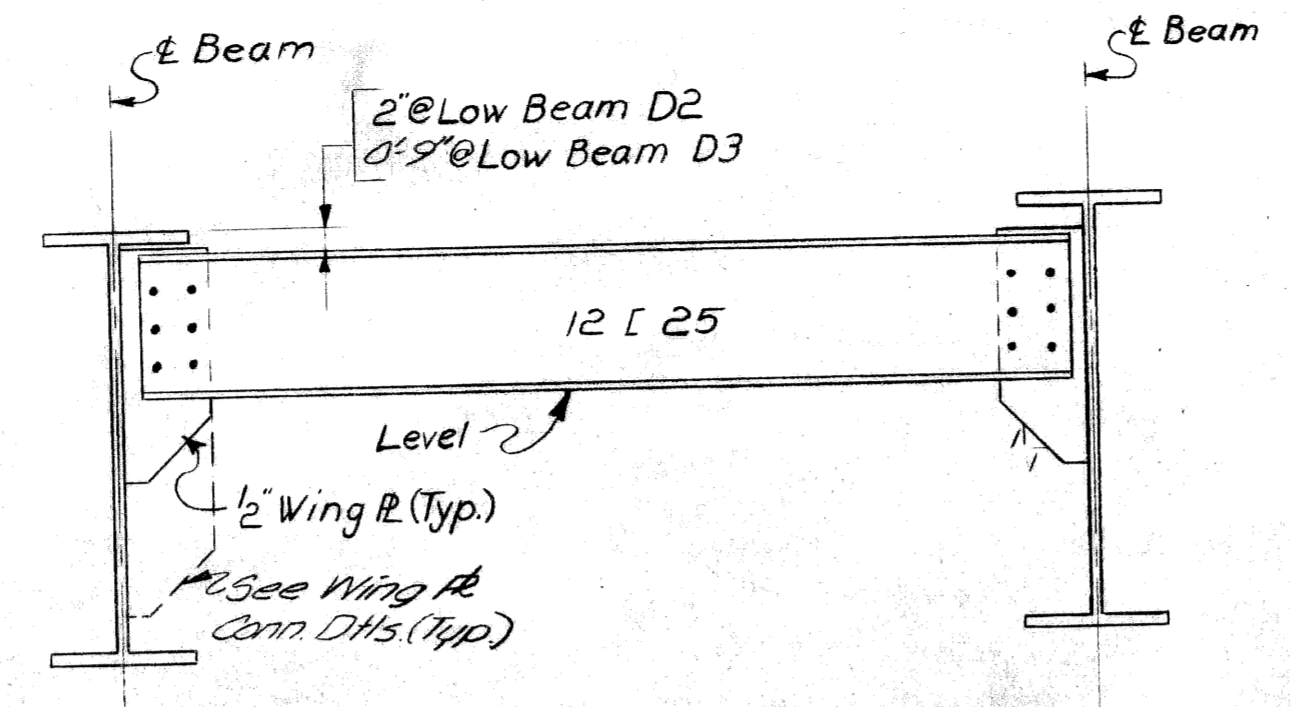 ℄ Beam
℄ Beam
2"@Low Beam D2
0'-9"@Low Beam D3
12 [ 25
Level
½" Wing ℙL (Typ.)
See Wing ℙL
Conn. Dtls. (Typ.)